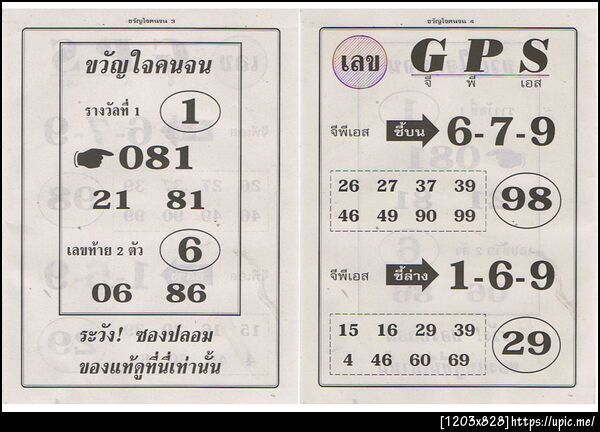 ขวัญใจคนจน 3
ขวัญใจคนจน
รางวัลที่ 1 1
081
21 81
เลขท้าย 2 ตัว 6
06 86
ระวัง! ซองปลอม
ของแท้ดูที่นี่เท่านั้น
ขวัญใจคนจน 4
เลข G P S
จี พี เอส
จีพีเอส ชี้บน 6-7-9
26 27 37 39
46 49 90 99
98
จีพีเอส ชี้ล่าง 1-6-9
15 16 29 39
4 46 60 69
29
[1203x828]https://upic.me/